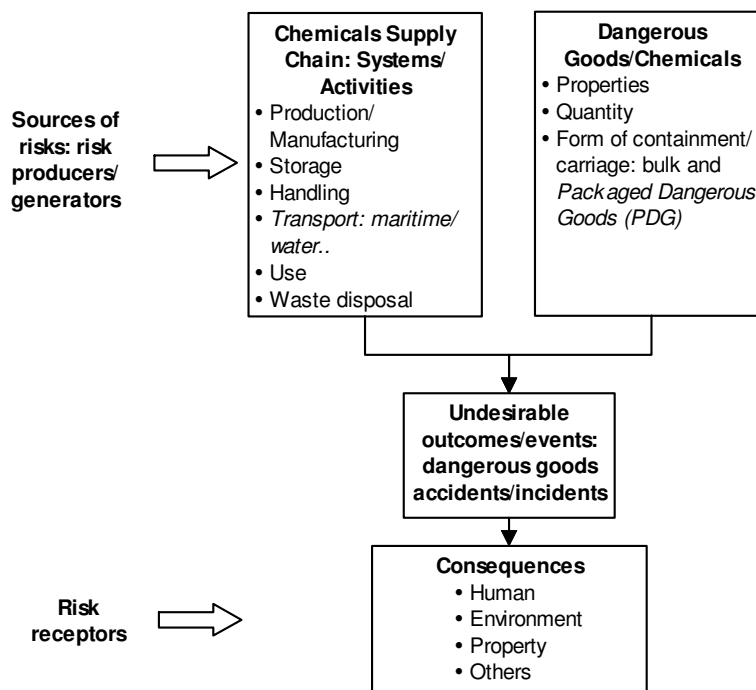 Chemicals Supply
Chain: Systems/
Activities
• Production/
Manufacturing
• Storage
• Handling
• Transport: maritime/
water..
• Use
• Waste disposal
Dangerous
Goods/Chemicals
• Properties
• Quantity
• Form of containment/
carriage: bulk and
Packaged Dangerous
Goods (PDG)
Sources of
risks: risk
producers/
generators
Undesirable
outcomes/events:
dangerous goods
accidents/incidents
Consequences
• Human
• Environment
• Property
• Others
Risk
receptors